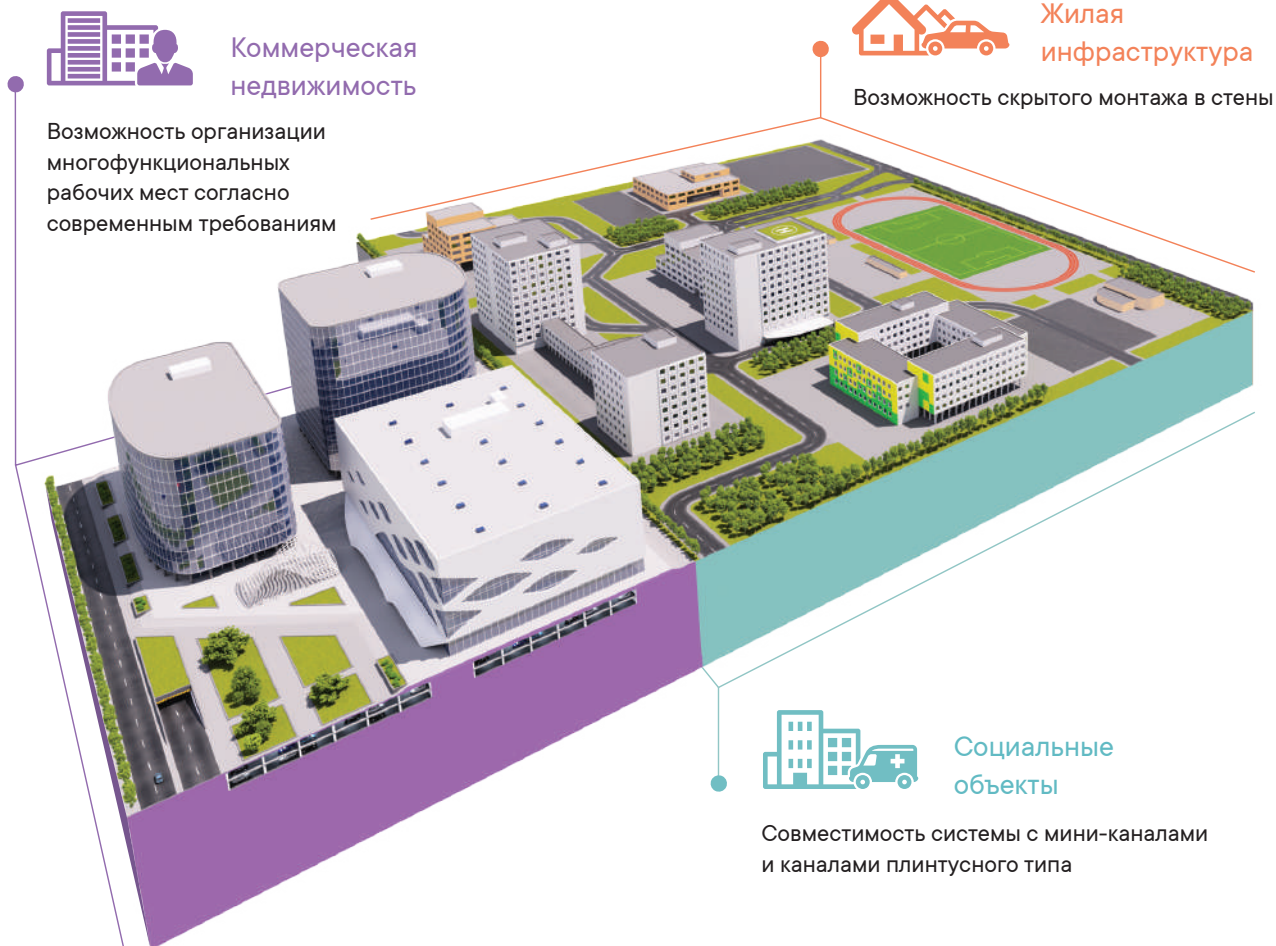 Коммерческая
недвижимость
Возможность организации
многофункциональных
рабочих мест согласно
современным требованиям
Жилая
инфраструктура
Возможность скрытого монтажа в стены
Социальные
объекты
Совместимость системы с мини-каналами
и каналами плинтусного типа